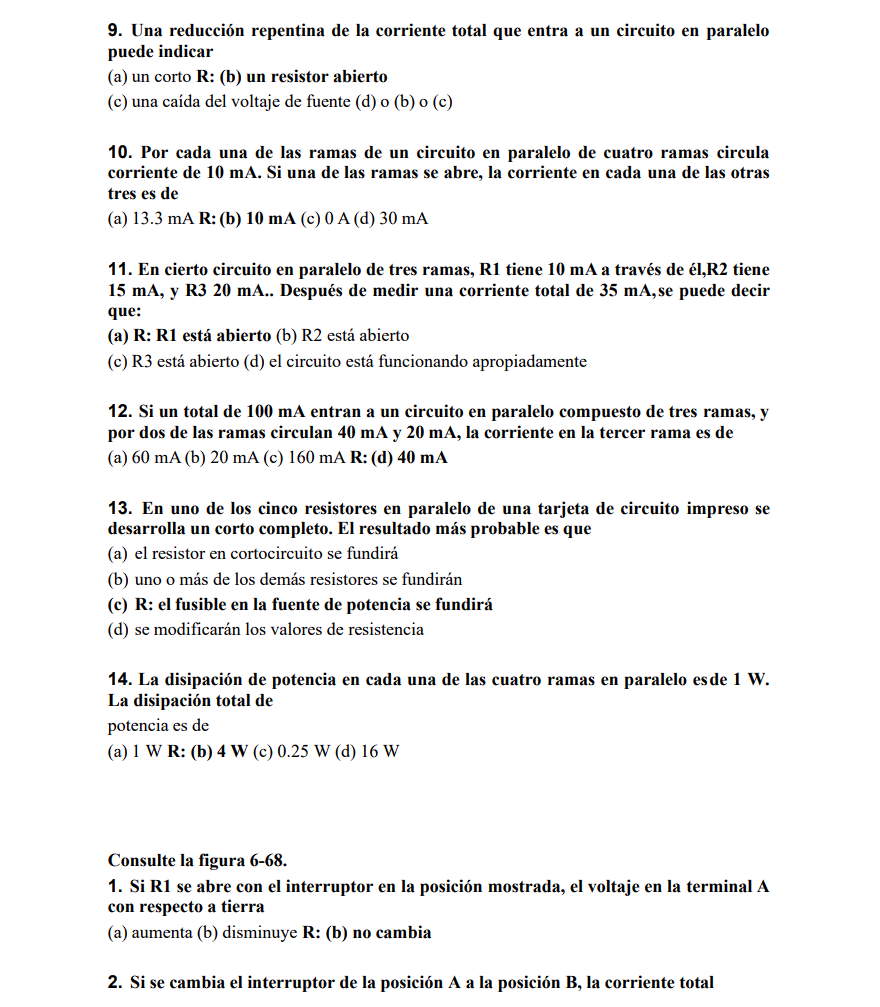 9. Una reducción repentina de la corriente total que entra a un circuito en paralelo
puede indicar
(a) un corto R: (b) un resistor abierto
(c) una caída del voltaje de fuente (d) o (b) o (c)
10. Por cada una de las ramas de un circuito en paralelo de cuatro ramas circula
corriente de 10 mA. Si una de las ramas se abre, la corriente en cada una de las otras
tres es de
(a) 13.3 mA R: (b) 10 mA (c) 0 A (d) 30 mA
11. En cierto circuito en paralelo de tres ramas, R1 tiene 10 mA a través de él,R2 tiene
15 mA, y R3 20 mA.. Después de medir una corriente total de 35 mA,se puede decir
que:
(a) R: R1 está abierto (b) R2 está abierto
(c) R3 está abierto (d) el circuito está funcionando apropiadamente
12. Si un total de 100 mA entran a un circuito en paralelo compuesto de tres ramas, y
por dos de las ramas circulan 40 mA y 20 mA, la corriente en la tercer rama es de
(a) 60 mA (b) 20 mA (c) 160 mA R: (d) 40 mA
13. En uno de los cinco resistores en paralelo de una tarjeta de circuito impreso se
desarrolla un corto completo. El resultado más probable es que
(a) el resistor en cortocircuito se fundirá
(b) uno o más de los demás resistores se fundirán
(c) R: el fusible en la fuente de potencia se fundirá
(d) se modificarán los valores de resistencia
14. La disipación de potencia en cada una de las cuatro ramas en paralelo esde 1 W.
La disipación total de
potencia es de
(a) 1 W R: (b) 4 W (c) 0.25 W (d) 16 W
Consulte la figura 6-68.
1. Si R1 se abre con el interruptor en la posición mostrada, el voltaje en la terminal A
con respecto a tierra
(a) aumenta (b) disminuye R: (b) no cambia
2. Si se cambia el interruptor de la posición A a la posición B, la corriente total